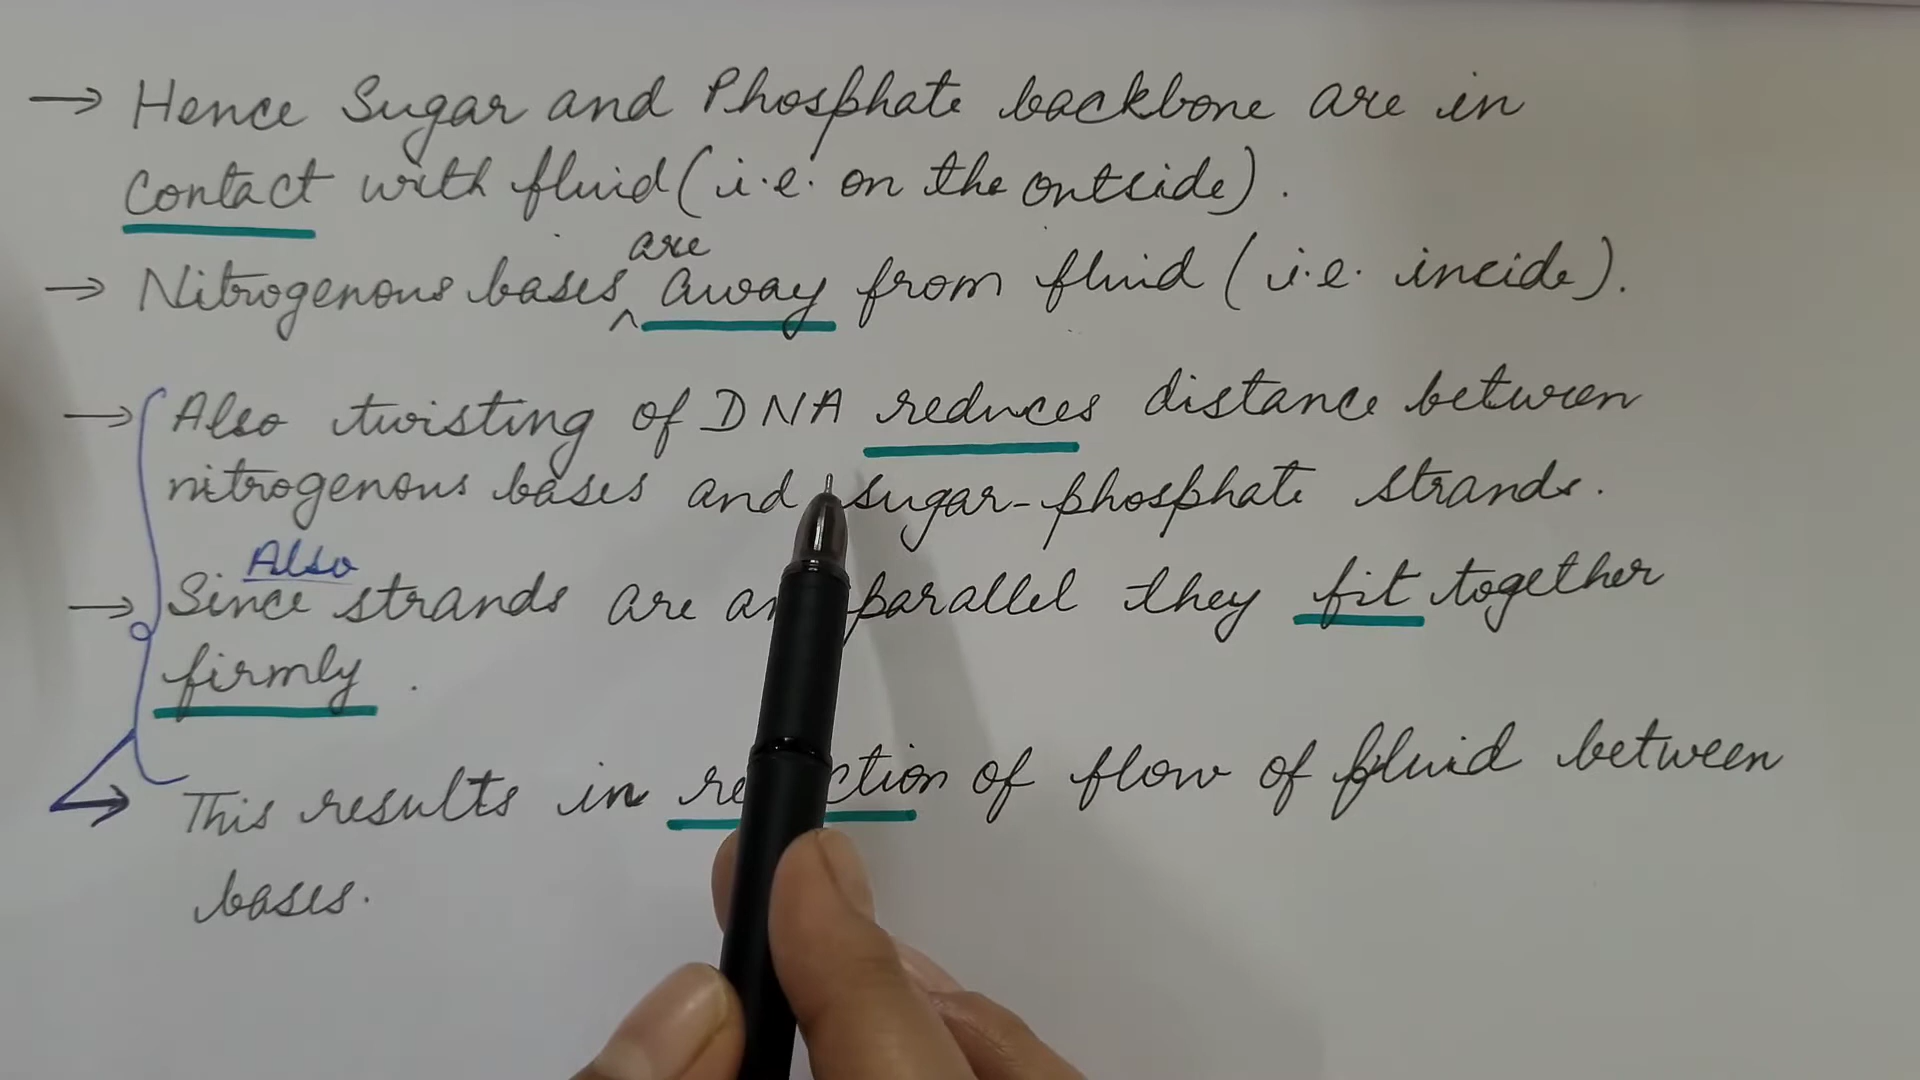 → Hence Sugar and Phosphate backbone are in
contact with fluid (i.e. on the outside).
are
→ Nitrogenous bases ^ away from fluid (i.e. inside).
→ Also twisting of DNA reduces distance between
nitrogenous bases and sugar-phosphate strands.
Also
→ Since strands are parallel they fit together
firmly.
→ This results in of flow of fluid between
bases.